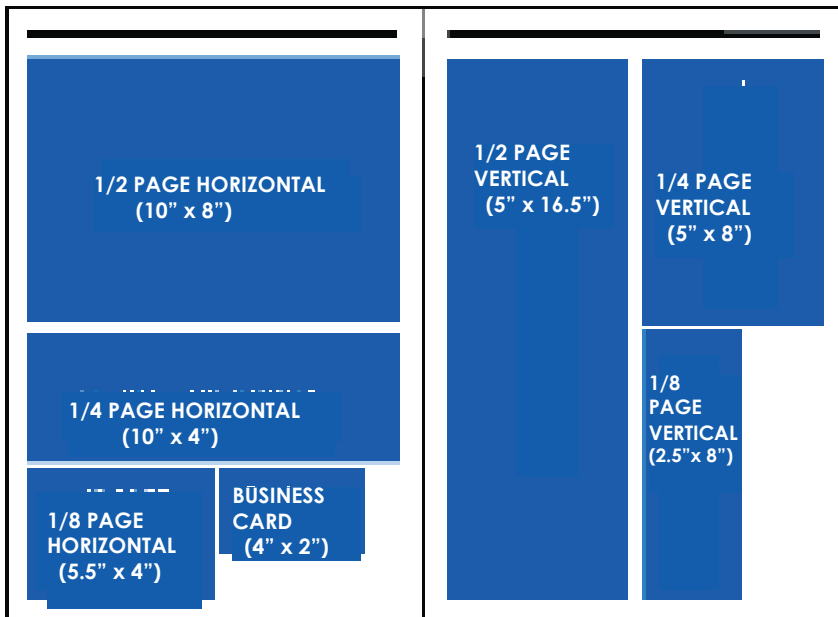 1/2 PAGE HORIZONTAL
(10” x 8”)
1/4 PAGE HORIZONTAL
(10” x 4”)
1/8 PAGE
HORIZONTAL
(5.5” x 4”)
BUSINESS
CARD
(4” x 2”)
1/2 PAGE
VERTICAL
(5” x 16.5”)
1/4 PAGE
VERTICAL
(5” x 8”)
1/8
PAGE
VERTICAL
(2.5”x 8”)